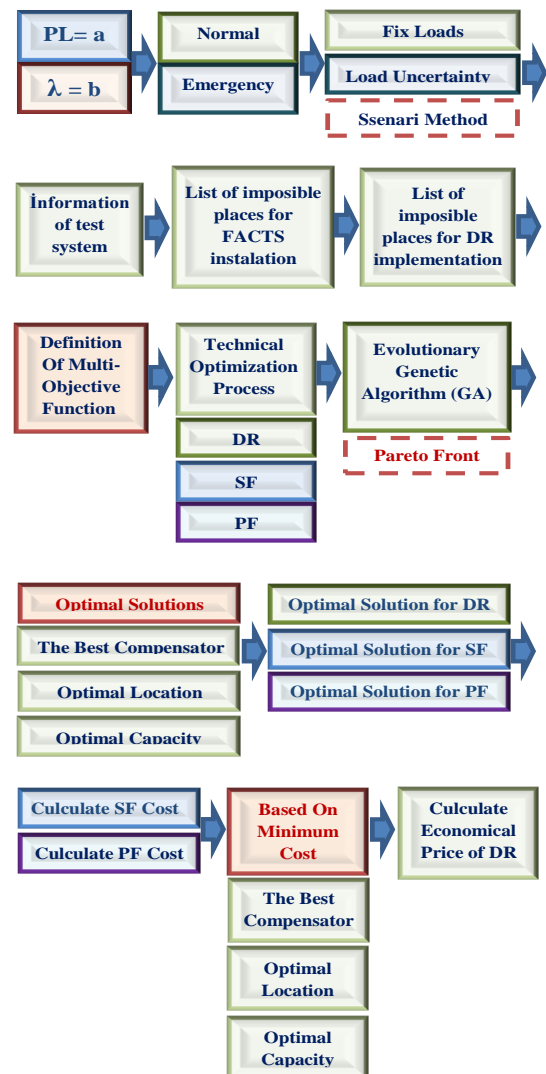 PL= a
λ = b
Normal
Emergency
Fix Loads
Load Uncertainty
Ssenari Method
İnformation
of test
system
List of imposible
places for
FACTS
instalation
List of
imposible
places for DR
implementation
Definition
Of Multi-
Objective
Function
Technical
Optimization
Process
DR
SF
PF
Evolutionary
Genetic
Algorithm (GA)
Pareto Front
Optimal Solutions
The Best Compensator
Optimal Location
Optimal Capacity
Optimal Solution for DR
Optimal Solution for SF
Optimal Solution for PF
Culculate SF Cost
Culculate PF Cost
Based On
Minimum
Cost
The Best
Compensator
Optimal
Location
Optimal
Capacity
Culculate
Economical
Price of DR